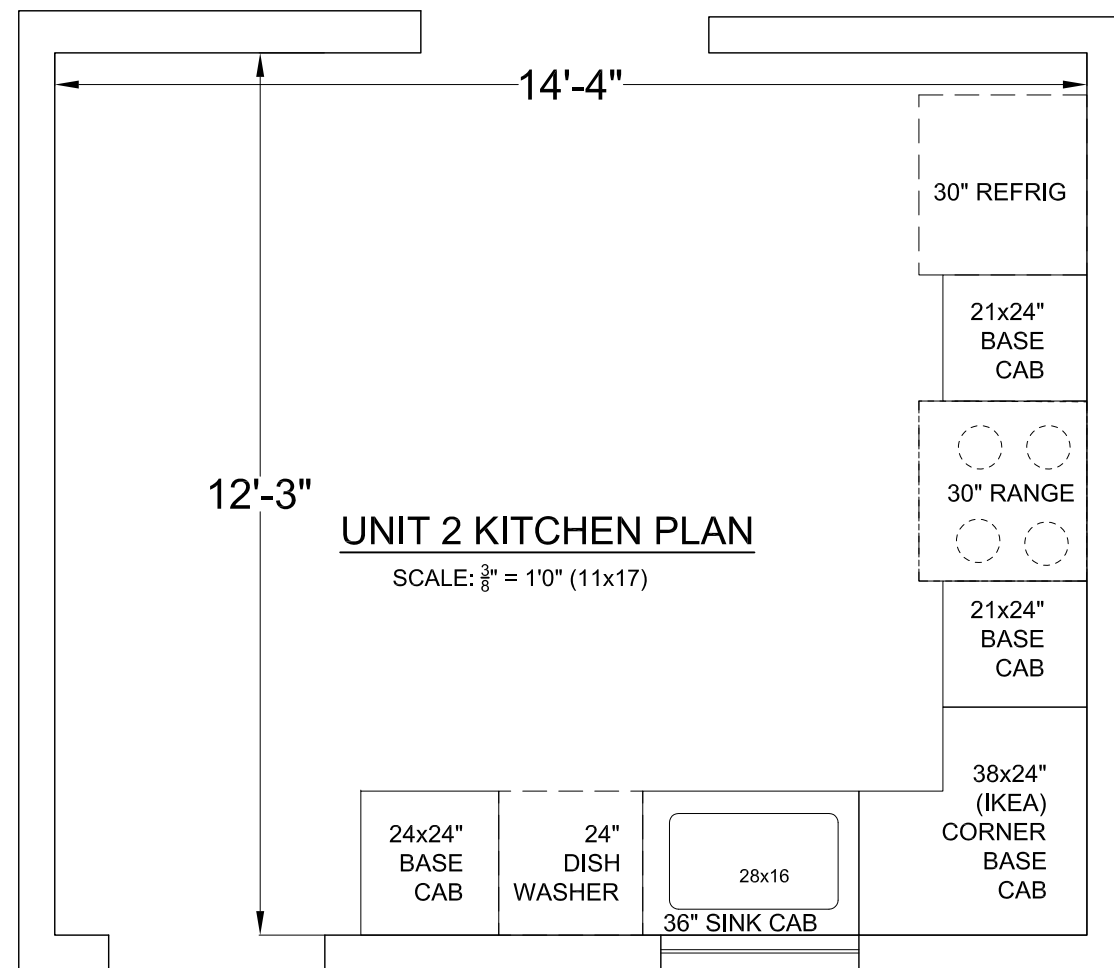 14'-4"
30" REFRIG
21x24"
BASE
CAB
30" RANGE
12'-3"
UNIT 2 KITCHEN PLAN
SCALE: 3/8" = 1'0" (11x17)
21x24"
BASE
CAB
38x24"
(IKEA)
CORNER
BASE
CAB
24x24"
BASE
CAB
24"
DISH
WASHER
28x16
36" SINK CAB